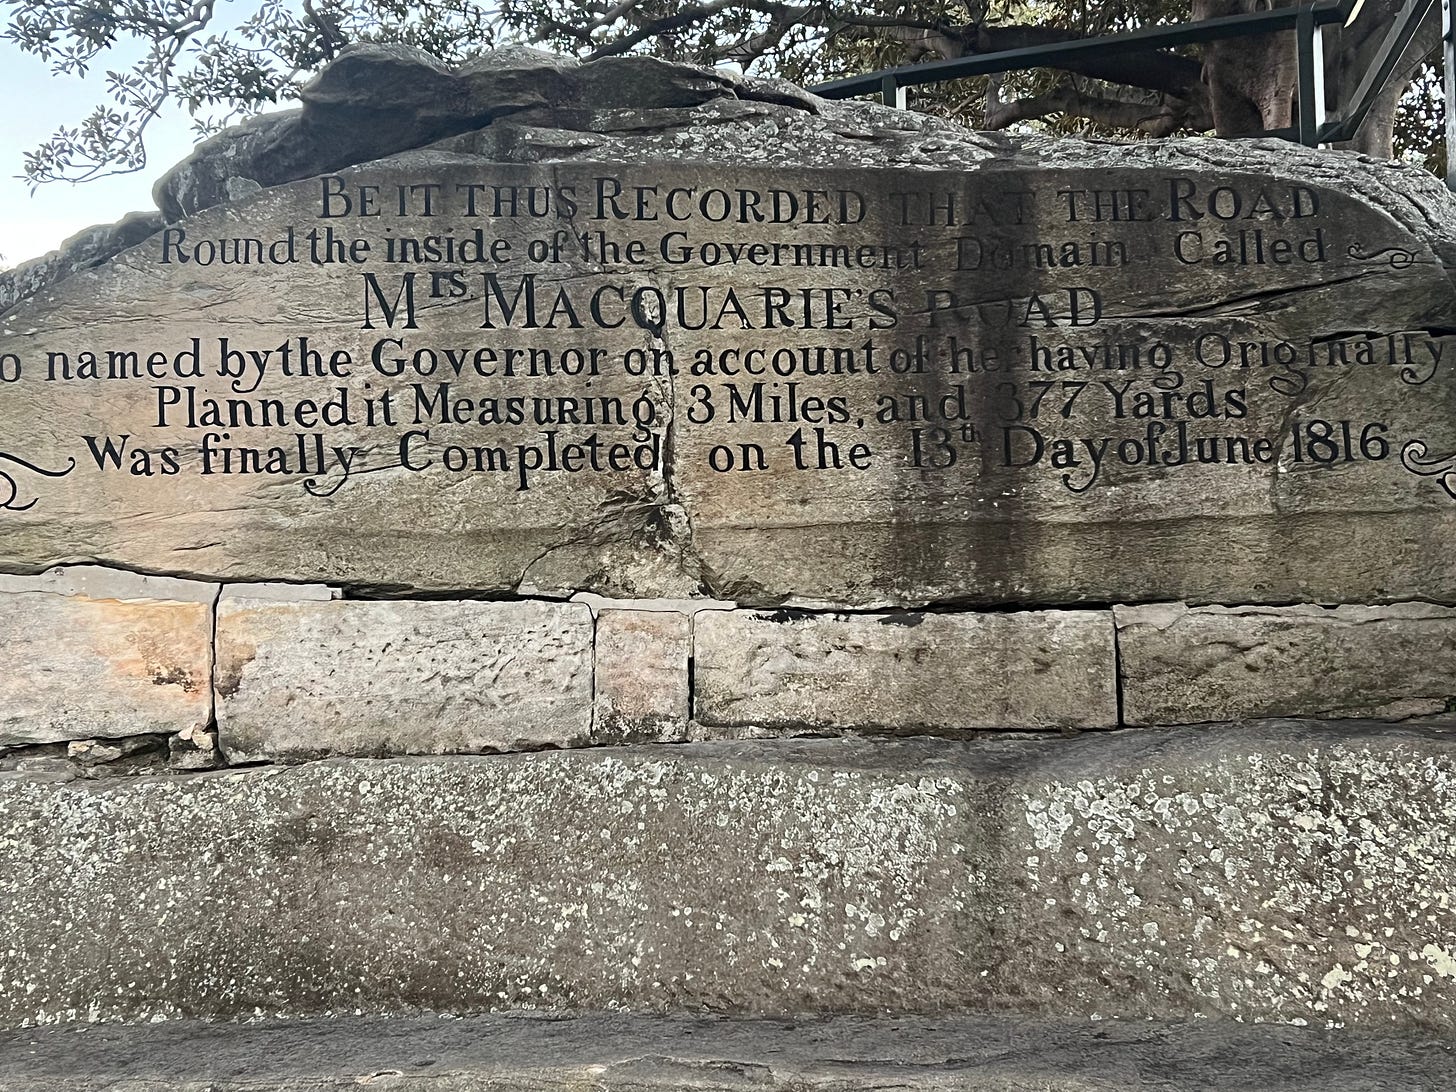 BE IT THUS RECORDED THAT THE ROAD
Round the inside of the Government Domain Called
Mrs MACQUARIE'S ROAD
o named by the Governor on account of her having Originally
Planned it Measuring 3 Miles, and 377 Yards
Was finally Completed on the 13th Day of June 1816